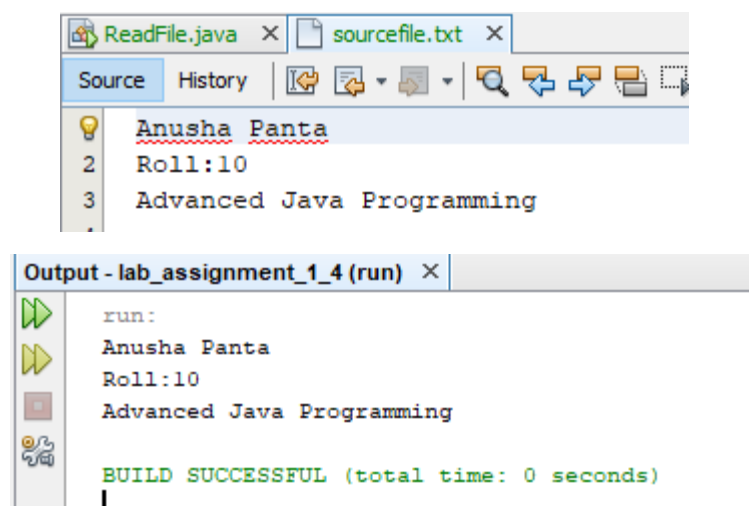 ReadFile.java
sourcefile.txt
Source History
Anusha Panta
2 Roll:10
3 Advanced Java Programming
Output - lab_assignment_1_4 (run)
run:
Anusha Panta
Roll:10
Advanced Java Programming
BUILD SUCCESSFUL (total time: 0 seconds)